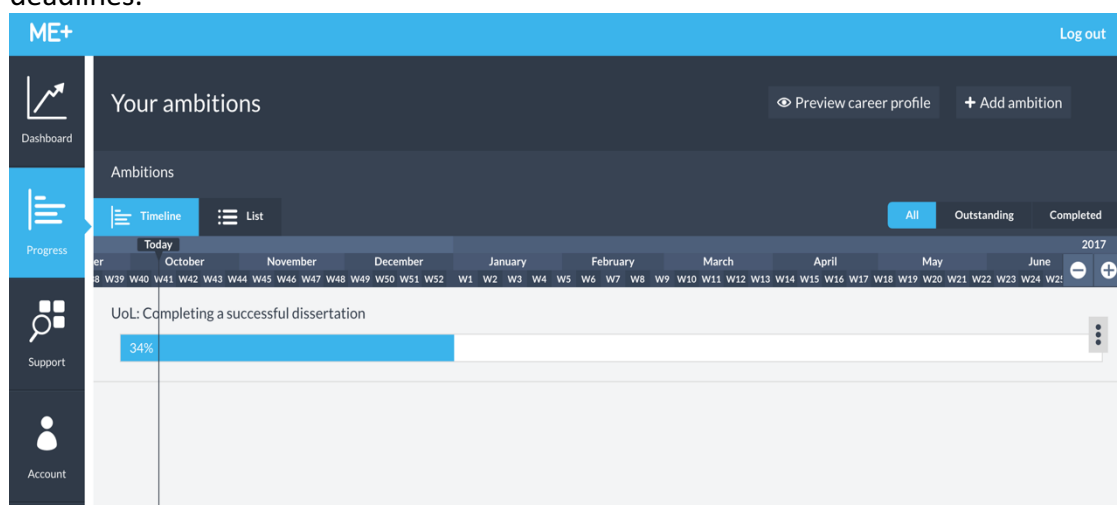 deadlines.
ME+
Log out
Dashboard
Your ambitions
Preview career profile
+ Add ambition
Ambitions
Progress
Timeline
List
All
Outstanding
Completed
Today
2017
er October November December January February March April May June
W39 W40 W41 W42 W43 W44 W45 W46 W47 W48 W49 W50 W51 W52 W1 W2 W3 W4 W5 W6 W7 W8 W9 W10 W11 W12 W13 W14 W15 W16 W17 W18 W19 W20 W21 W22 W23 W24
UoL: Completing a successful dissertation
34%
Support
Account